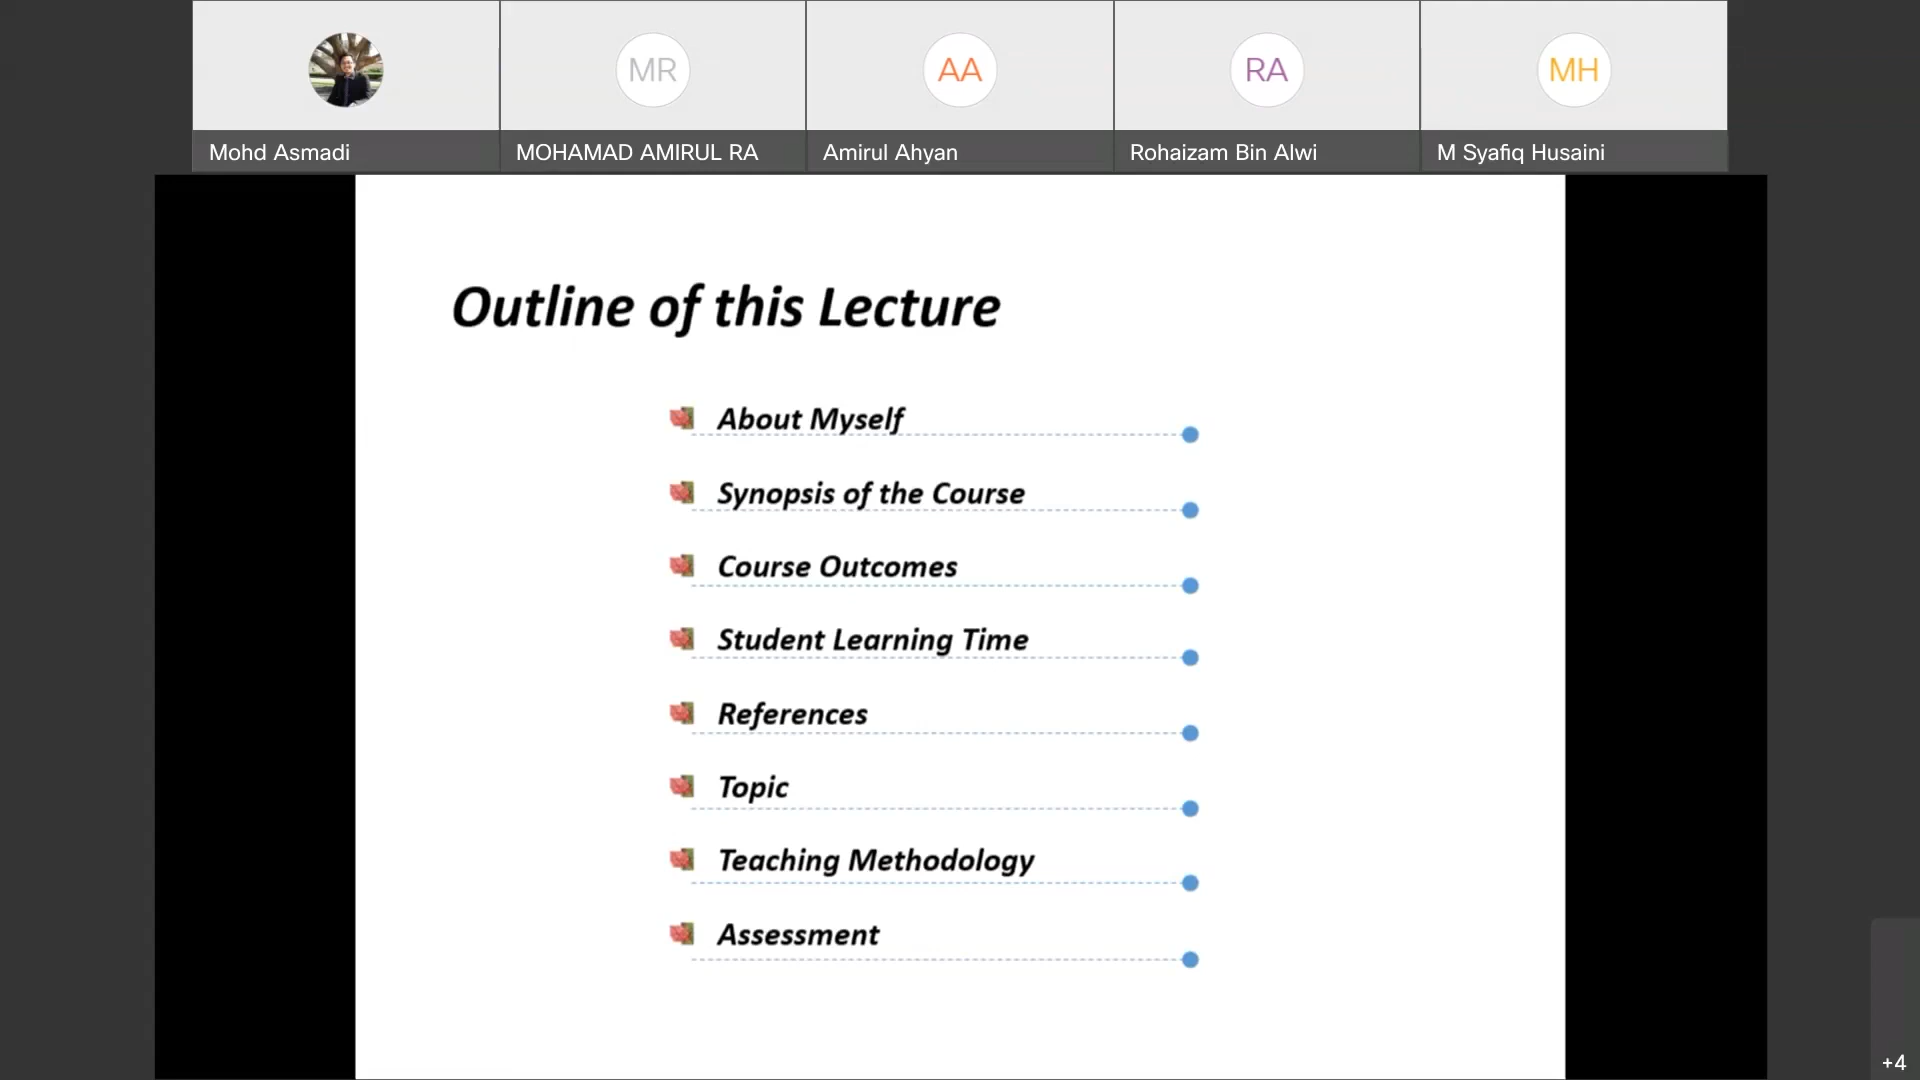 MR
AA
RA
MH
Mohd Asmadi
MOHAMAD AMIRUL RA
Amirul Ahyan
Rohaizam Bin Alwi
M Syafiq Husaini
Outline of this Lecture
About Myself
Synopsis of the Course
Course Outcomes
Student Learning Time
References
Topic
Teaching Methodology
Assessment
+4